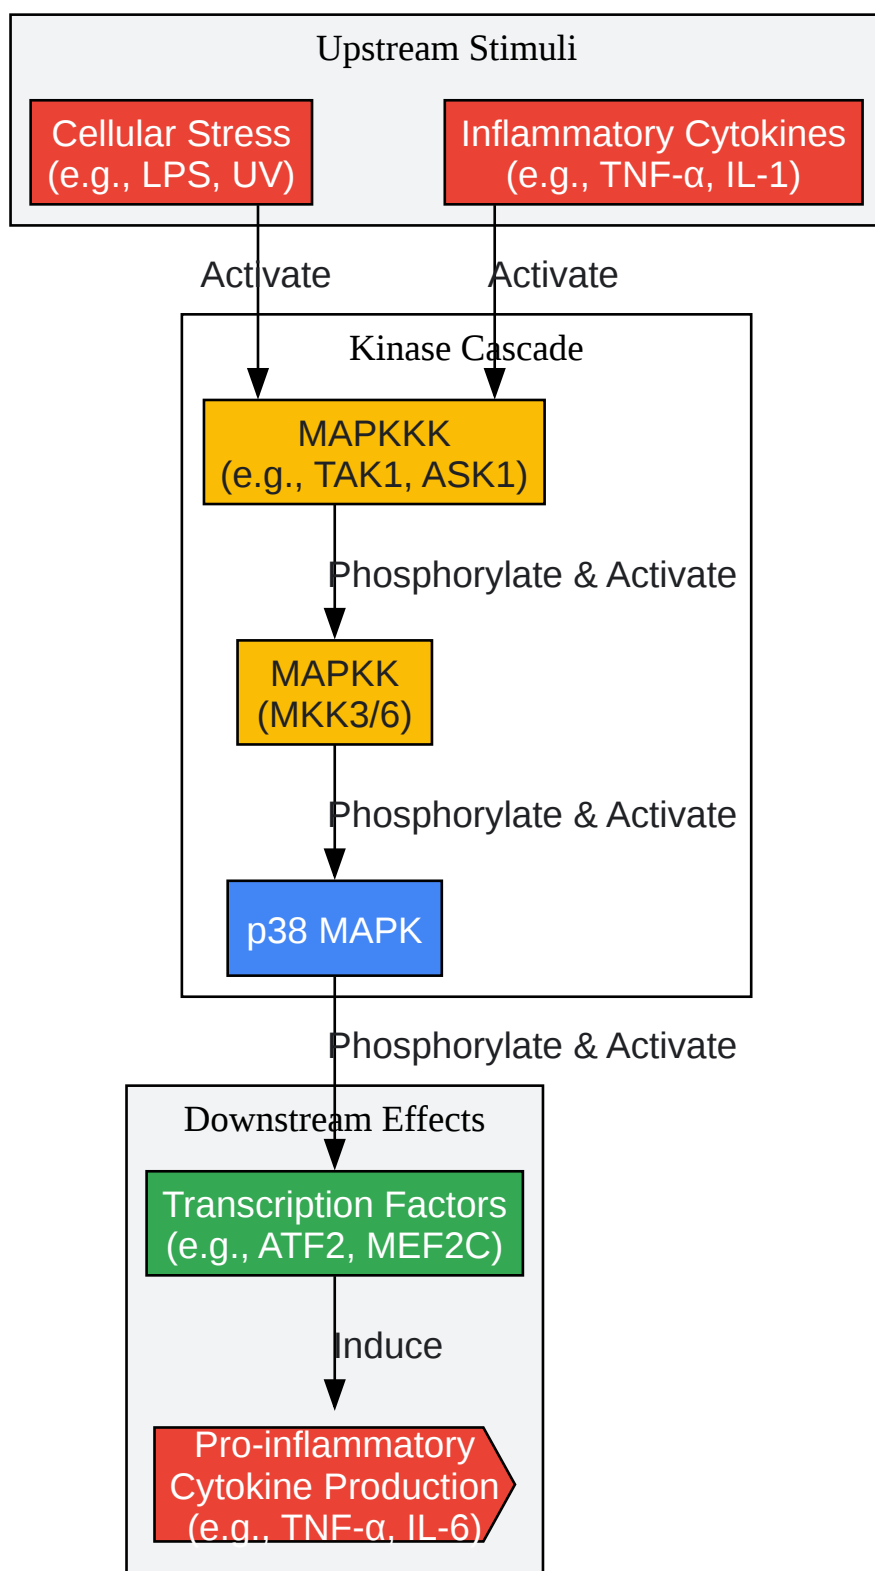 Upstream Stimuli
Cellular Stress
(e.g., LPS, UV)
Inflammatory Cytokines
(e.g., TNF-α, IL-1)
Activate
Activate
Kinase Cascade
MAPKKK
(e.g., TAK1, ASK1)
Phosphorylate & Activate
MAPKK
(MKK3/6)
Phosphorylate & Activate
p38 MAPK
Phosphorylate & Activate
Downstream Effects
Transcription Factors
(e.g., ATF2, MEF2C)
Induce
Pro-inflammatory
Cytokine Production
(e.g., TNF-α, IL-6)